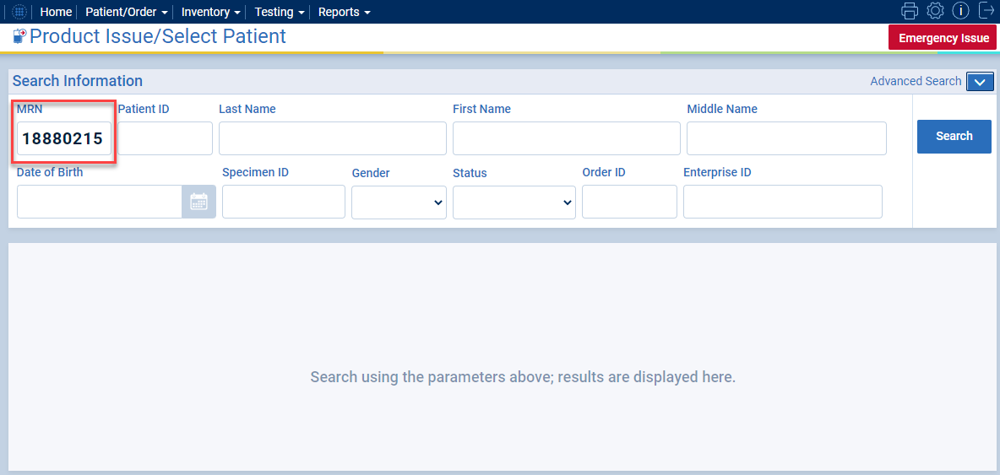 Home Patient/Order Inventory Testing Reports
Product Issue/Select Patient
Emergency Issue
Search Information
Advanced Search
MRN Patient ID Last Name First Name Middle Name
18880215
Search
Date of Birth Specimen ID Gender Status Order ID Enterprise ID
Search using the parameters above; results are displayed here.